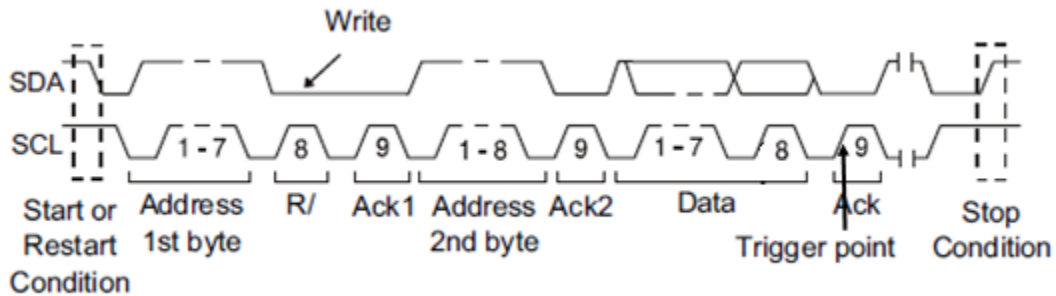 Write
SDA
SCL
1 - 7
8
9
1 - 8
9
1 - 7
8
9
Start or
Restart
Condition
Address
1st byte
R/
Ack1
Address
2nd byte
Ack2
Data
Ack
Trigger point
Stop
Condition